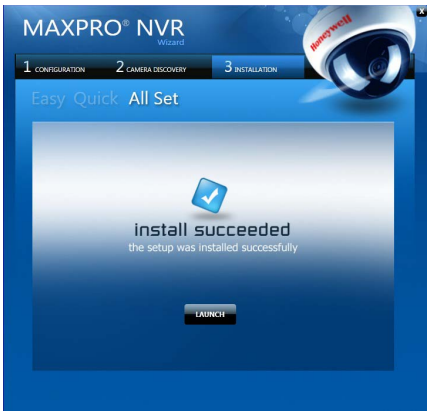 MAXPRO® NVR
Wizard
Honeywell
X
1 CONFIGURATION 2 CAMERA DISCOVERY 3 INSTALLATION
Easy Quick All Set
install succeeded
the setup was installed successfully
LAUNCH